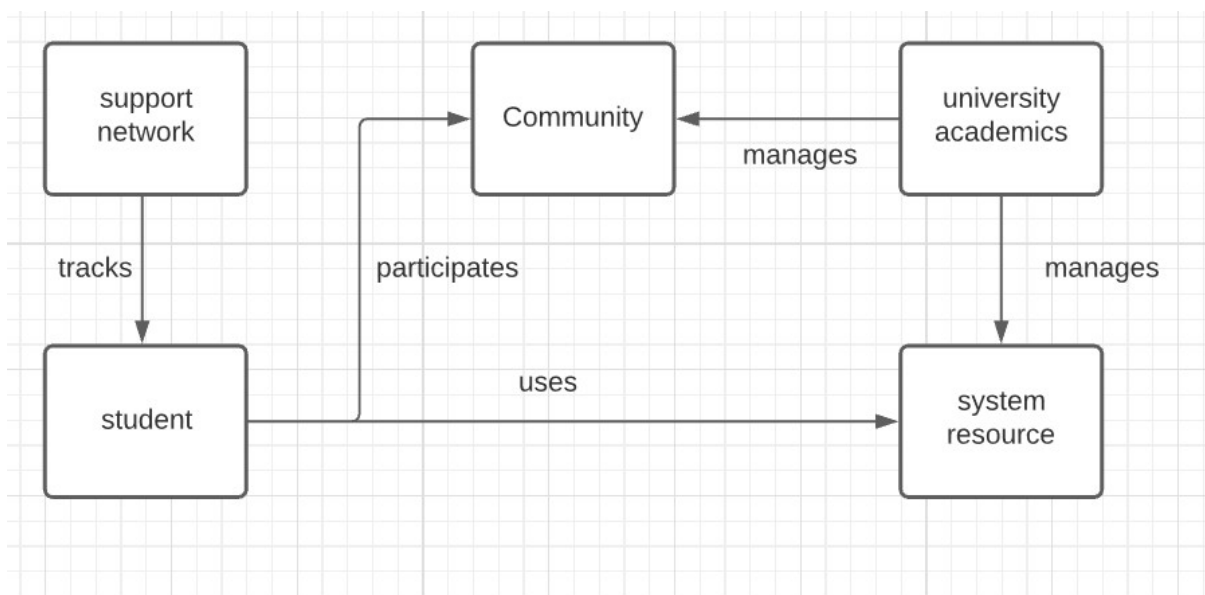 support
network
Community
university
academics
manages
tracks
participates
manages
uses
student
system
resource